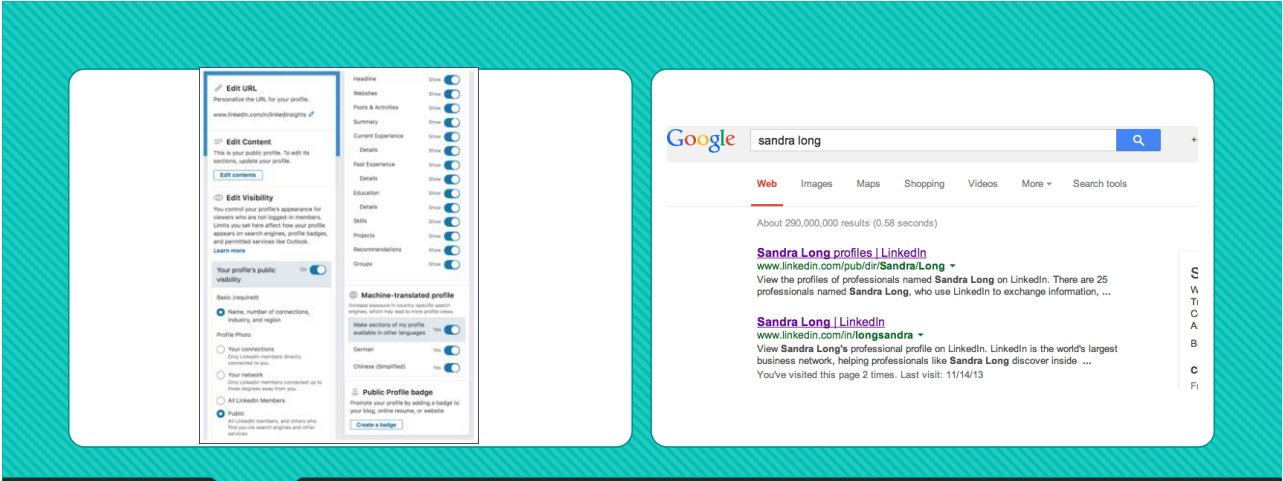 Edit URL
Personalize the URL for your profile.
www.linkedin.com/in/linkedinsights
Edit Content
This is your public profile. To edit its
sections, update your profile.
Edit contents
Edit Visibility
You control your profile's appearance for
viewers who are not logged-in members.
Limits you set here affect how your profile
appears on search engines, profile badges,
and permitted services like Outlook.
Learn more
Your profile's public
visibility
On
Basic (required)
Name, number of connections,
industry, and region
Profile Photo
Your connections
Only LinkedIn members directly
connected to you.
Your network
Only LinkedIn members connected up to
three degrees away from you.
All LinkedIn Members
Public
All LinkedIn members, and others who
find you via search engines and other
services
Headline Show
Websites Show
Posts & Activities Show
Summary Show
Current Experience Show
Details Show
Past Experience Show
Details Show
Education Show
Details Show
Skills Show
Projects Show
Recommendations Show
Groups Show
Machine-translated profile
Increase exposure in country-specific search
engines, which may lead to more profile views.
Make sections of my profile
available in other languages Yes
German Yes
Chinese (Simplified) Yes
Public Profile badge
Promote your profile by adding a badge to
your blog, online resume, or website
Create a badge
Google
sandra long
+
Web Images Maps Shopping Videos More Search tools
About 290,000,000 results (0.58 seconds)
Sandra Long profiles | LinkedIn
www.linkedin.com/pub/dir/Sandra/Long
View the profiles of professionals named Sandra Long on LinkedIn. There are 25
professionals named Sandra Long, who use LinkedIn to exchange information, ...
Sandra Long | LinkedIn
www.linkedin.com/in/longsandra
View Sandra Long's professional profile on LinkedIn. LinkedIn is the world's largest
business network, helping professionals like Sandra Long discover inside ...
You've visited this page 2 times. Last visit: 11/14/13